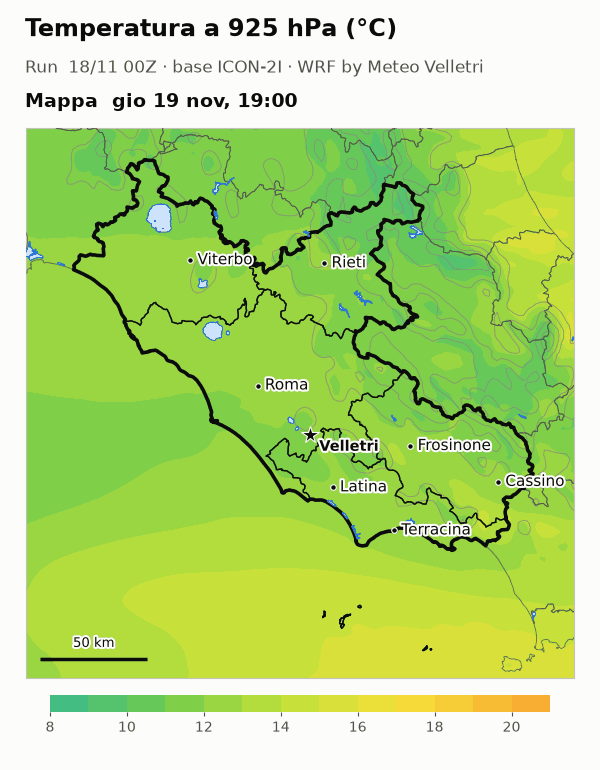 Temperatura a 925 hPa (°C)
Run  18/11 00Z · base ICON-2I · WRF by Meteo Velletri
Mappa  gio 19 nov, 19:00
Viterbo
Rieti
Roma
Velletri
Frosinone
Latina
Cassino
Terracina
50 km
8 10 12 14 16 18 20